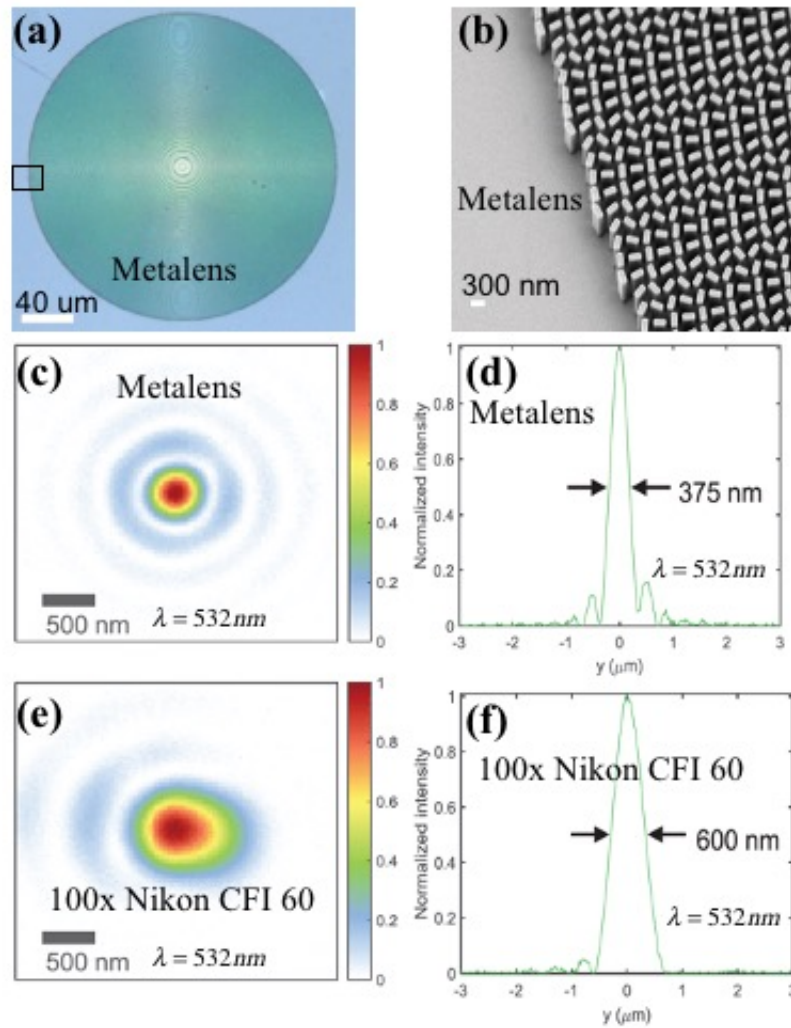 (a)
Metalens
40 um
(b)
Metalens
300 nm
(c)
Metalens
500 nm
λ = 532nm
1
0.8
0.6
0.4
0.2
0
(d)
Metalens
Normalized intensity
1
0.8
0.6
0.4
0.2
0
375 nm
λ = 532nm
-3 -2 -1 0 1 2 3
y (μm)
(e)
100x Nikon CFI 60
500 nm
λ = 532nm
1
0.8
0.6
0.4
0.2
0
(f)
100x Nikon CFI 60
Normalized intensity
1
0.8
0.6
0.4
0.2
0
600 nm
λ = 532nm
-3 -2 -1 0 1 2 3
y (μm)